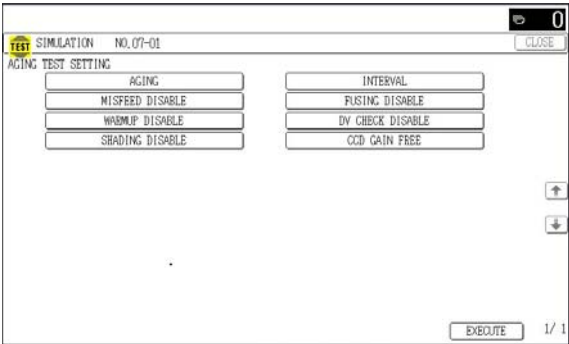 0
TEST SIMULATION NO.07-01 CLOSE
AGING TEST SETTING
AGING INTERVAL
MISFEED DISABLE FUSING DISABLE
WARMUP DISABLE DV CHECK DISABLE
SHADING DISABLE CCD GAIN FREE
EXECUTE 1/ 1